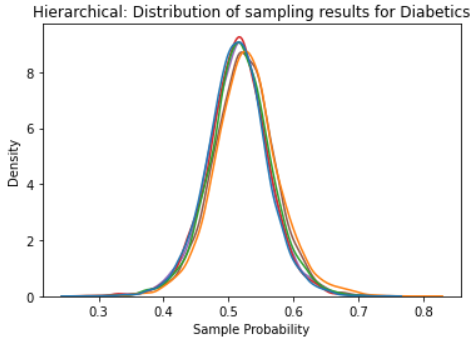 Hierarchical: Distribution of sampling results for Diabetics
8
6
4
2
0
Density
0.3 0.4 0.5 0.6 0.7 0.8
Sample Probability